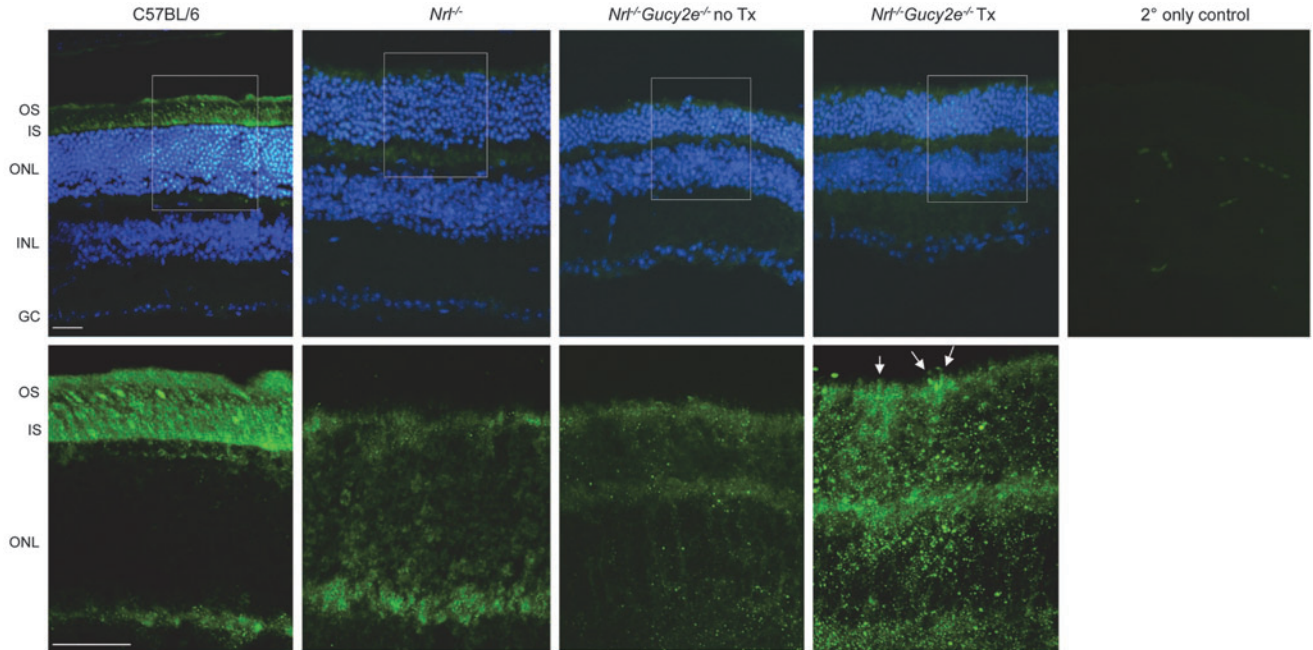 C57BL/6
Nrl-/-
Nrl-/-Gucy2e-/- no Tx
Nrl-/-Gucy2e-/- Tx
2° only control
OS
IS
ONL
INL
GC
OS
IS
ONL